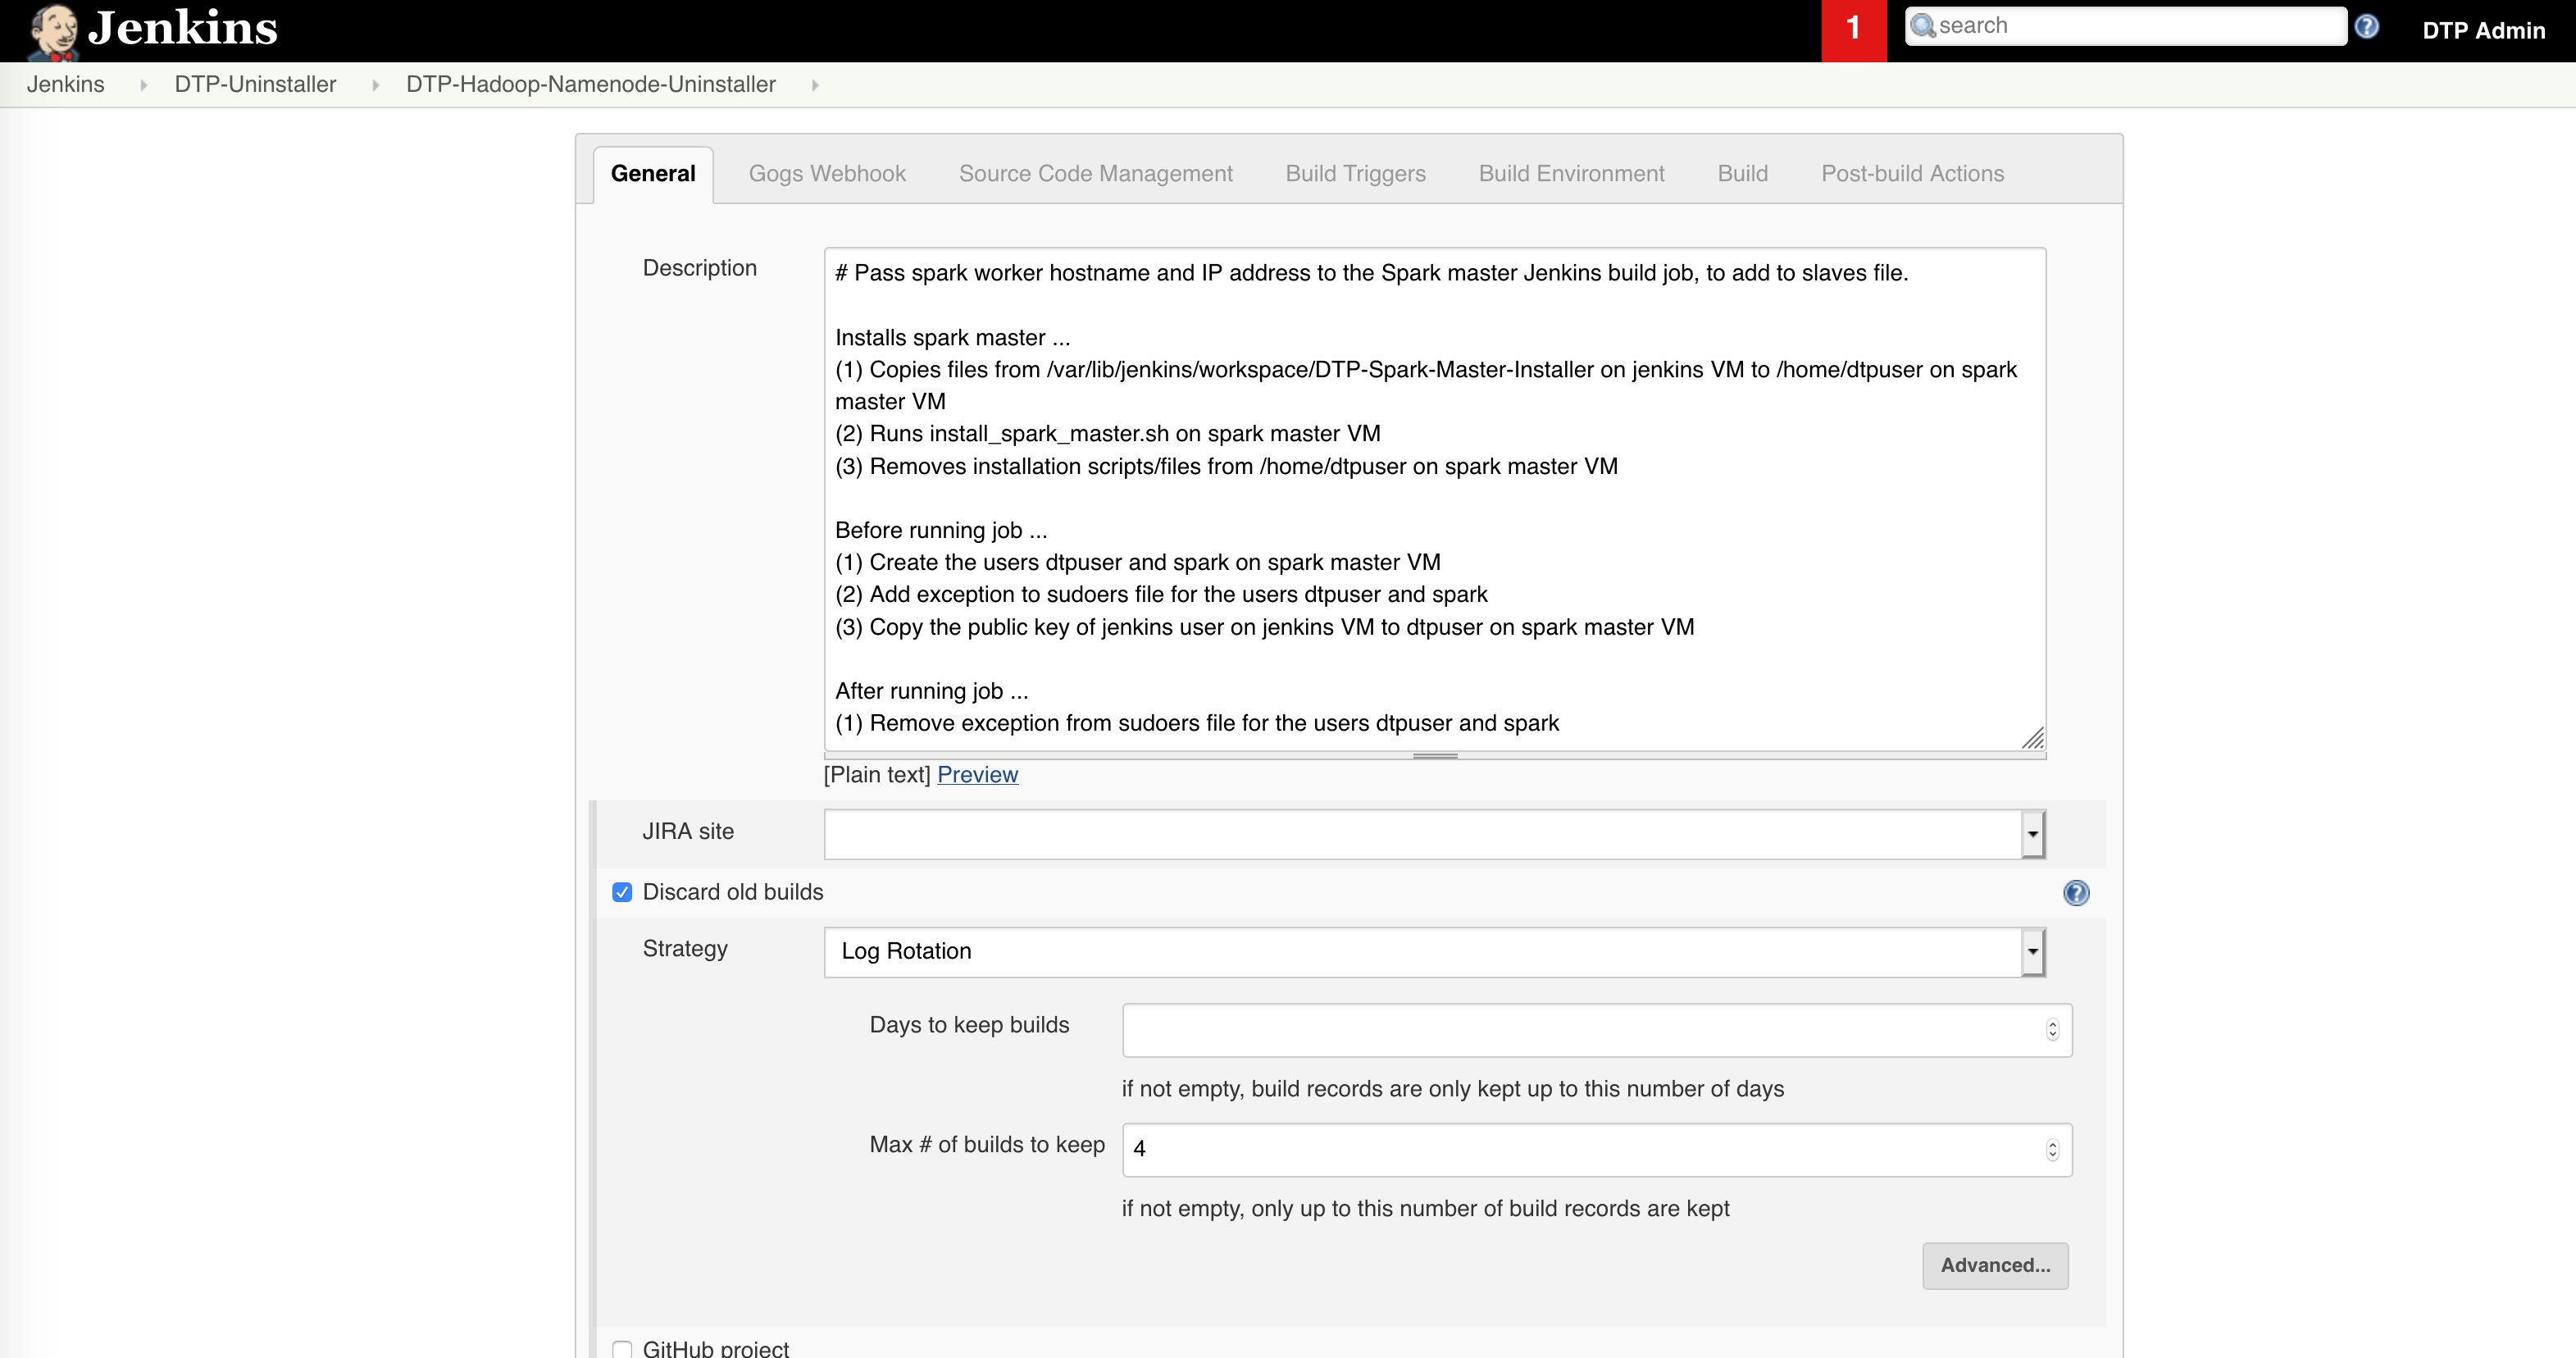 Jenkins
1
search
DTP Admin
Jenkins
DTP-Uninstaller
DTP-Hadoop-Namenode-Uninstaller
General
Gogs Webhook
Source Code Management
Build Triggers
Build Environment
Build
Post-build Actions
Description
# Pass spark worker hostname and IP address to the Spark master Jenkins build job, to add to slaves file.
Installs spark master ...
(1) Copies files from /var/lib/jenkins/workspace/DTP-Spark-Master-Installer on jenkins VM to /home/dtpuser on spark
master VM
(2) Runs install_spark_master.sh on spark master VM
(3) Removes installation scripts/files from /home/dtpuser on spark master VM
Before running job ...
(1) Create the users dtpuser and spark on spark master VM
(2) Add exception to sudoers file for the users dtpuser and spark
(3) Copy the public key of jenkins user on jenkins VM to dtpuser on spark master VM
After running job ...
(1) Remove exception from sudoers file for the users dtpuser and spark
[Plain text] Preview
JIRA site
Discard old builds
Strategy
Log Rotation
Days to keep builds
if not empty, build records are only kept up to this number of days
Max # of builds to keep
4
if not empty, only up to this number of build records are kept
Advanced...
GitHub project